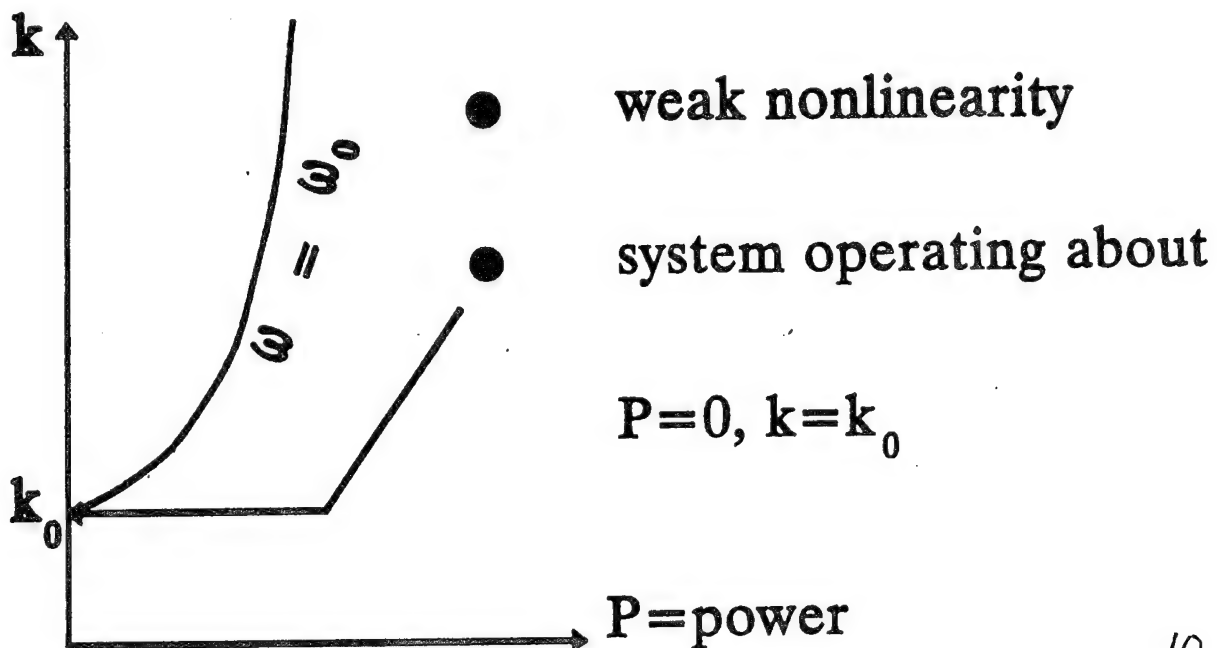 k
weak nonlinearity
ω = ω₀
system operating about
P=0, k=k₀
k₀
P=power
10